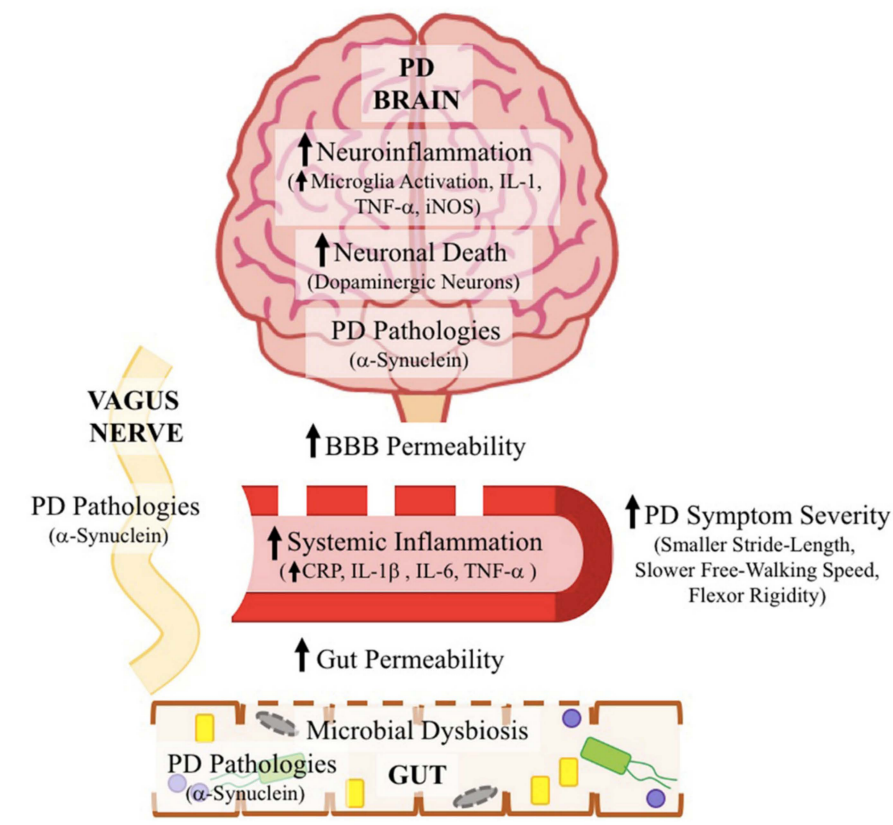 PD
BRAIN
⬆Neuroinflammation
(⬆Microglia Activation, IL-1,
TNF-α, iNOS)
⬆Neuronal Death
(Dopaminergic Neurons)
PD Pathologies
(α-Synuclein)
VAGUS
NERVE
PD Pathologies
(α-Synuclein)
⬆BBB Permeability
⬆Systemic Inflammation
(⬆CRP, IL-1β , IL-6, TNF-α )
⬆PD Symptom Severity
(Smaller Stride-Length,
Slower Free-Walking Speed,
Flexor Rigidity)
⬆Gut Permeability
Microbial Dysbiosis
PD Pathologies
(α-Synuclein)
GUT